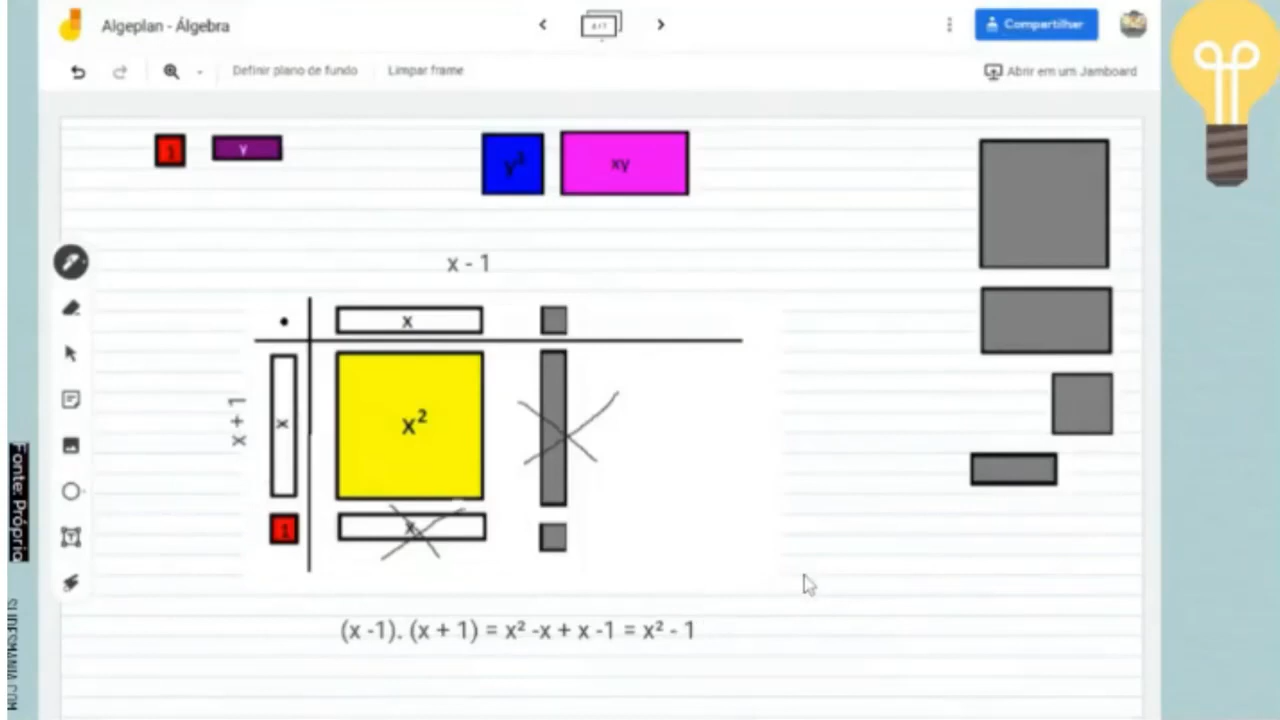 Algeplan - Álgebra
Compartilhar
Definir plano de fundo
Limpar frame
Abrir em um Jamboard
1
y
y²
xy
x - 1
x
x + 1
x
x²
1
x
(x -1). (x + 1) = x² -x + x -1 = x² - 1
Fonte: Próprio